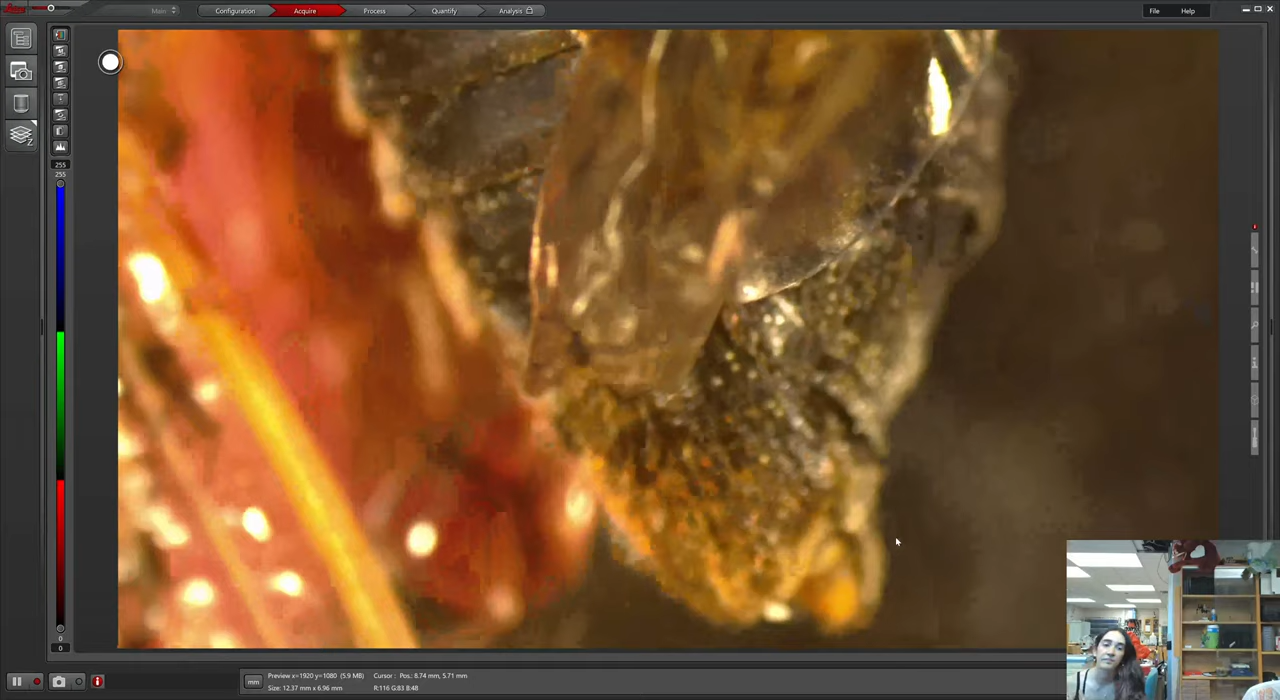 Leica
Main
Configuration
Acquire
Process
Quantify
Analysis
File
Help
255
255
Z
0
0
mm
Preview x=1920 y=1080 (5.9 MB)
Size: 12.37 mm x 6.96 mm
Cursor : Pos.: 8.74 mm, 5.71 mm
R:116 G:83 B:48